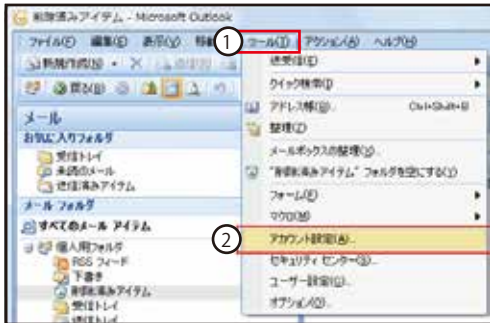 削除済みアイテム - Microsoft Outlook
ファイル(F) 編集(E) 表示(V) 移動
① ツール(T) アクション(A) ヘルプ(H)
新規作成(N)
戻る(B)
送受信(E)
クイック検索(I)
アドレス帳(B)... Ctrl+Shift+B
整理(Z)
メールボックスの整理(X)...
"削除済みアイテム" フォルダを空にする(Y)
フォーム(F)
マクロ(M)
② アカウント設定(A)...
セキュリティ センター(S)...
ユーザー設定(C)...
オプション(O)...
メール
お気に入りフォルダ
受信トレイ
未読のメール
送信済みアイテム
メール フォルダ
すべてのメール アイテム
個人用フォルダ
RSS フィード
下書き
削除済みアイテム
受信トレイ
送信トレイ